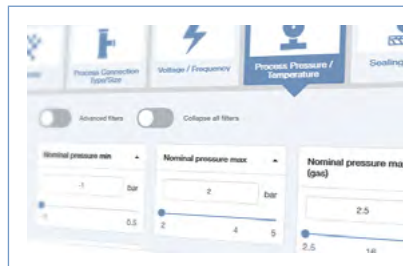 Process Connection
Type/Size
Voltage / Frequency
Process Pressure /
Temperature
Sealing
Advanced filters
Collapse all filters
Nominal pressure min
-1
bar
0.5
Nominal pressure max
2
bar
2
4
5
Nominal pressure ma
(gas)
2.5
2.5
16